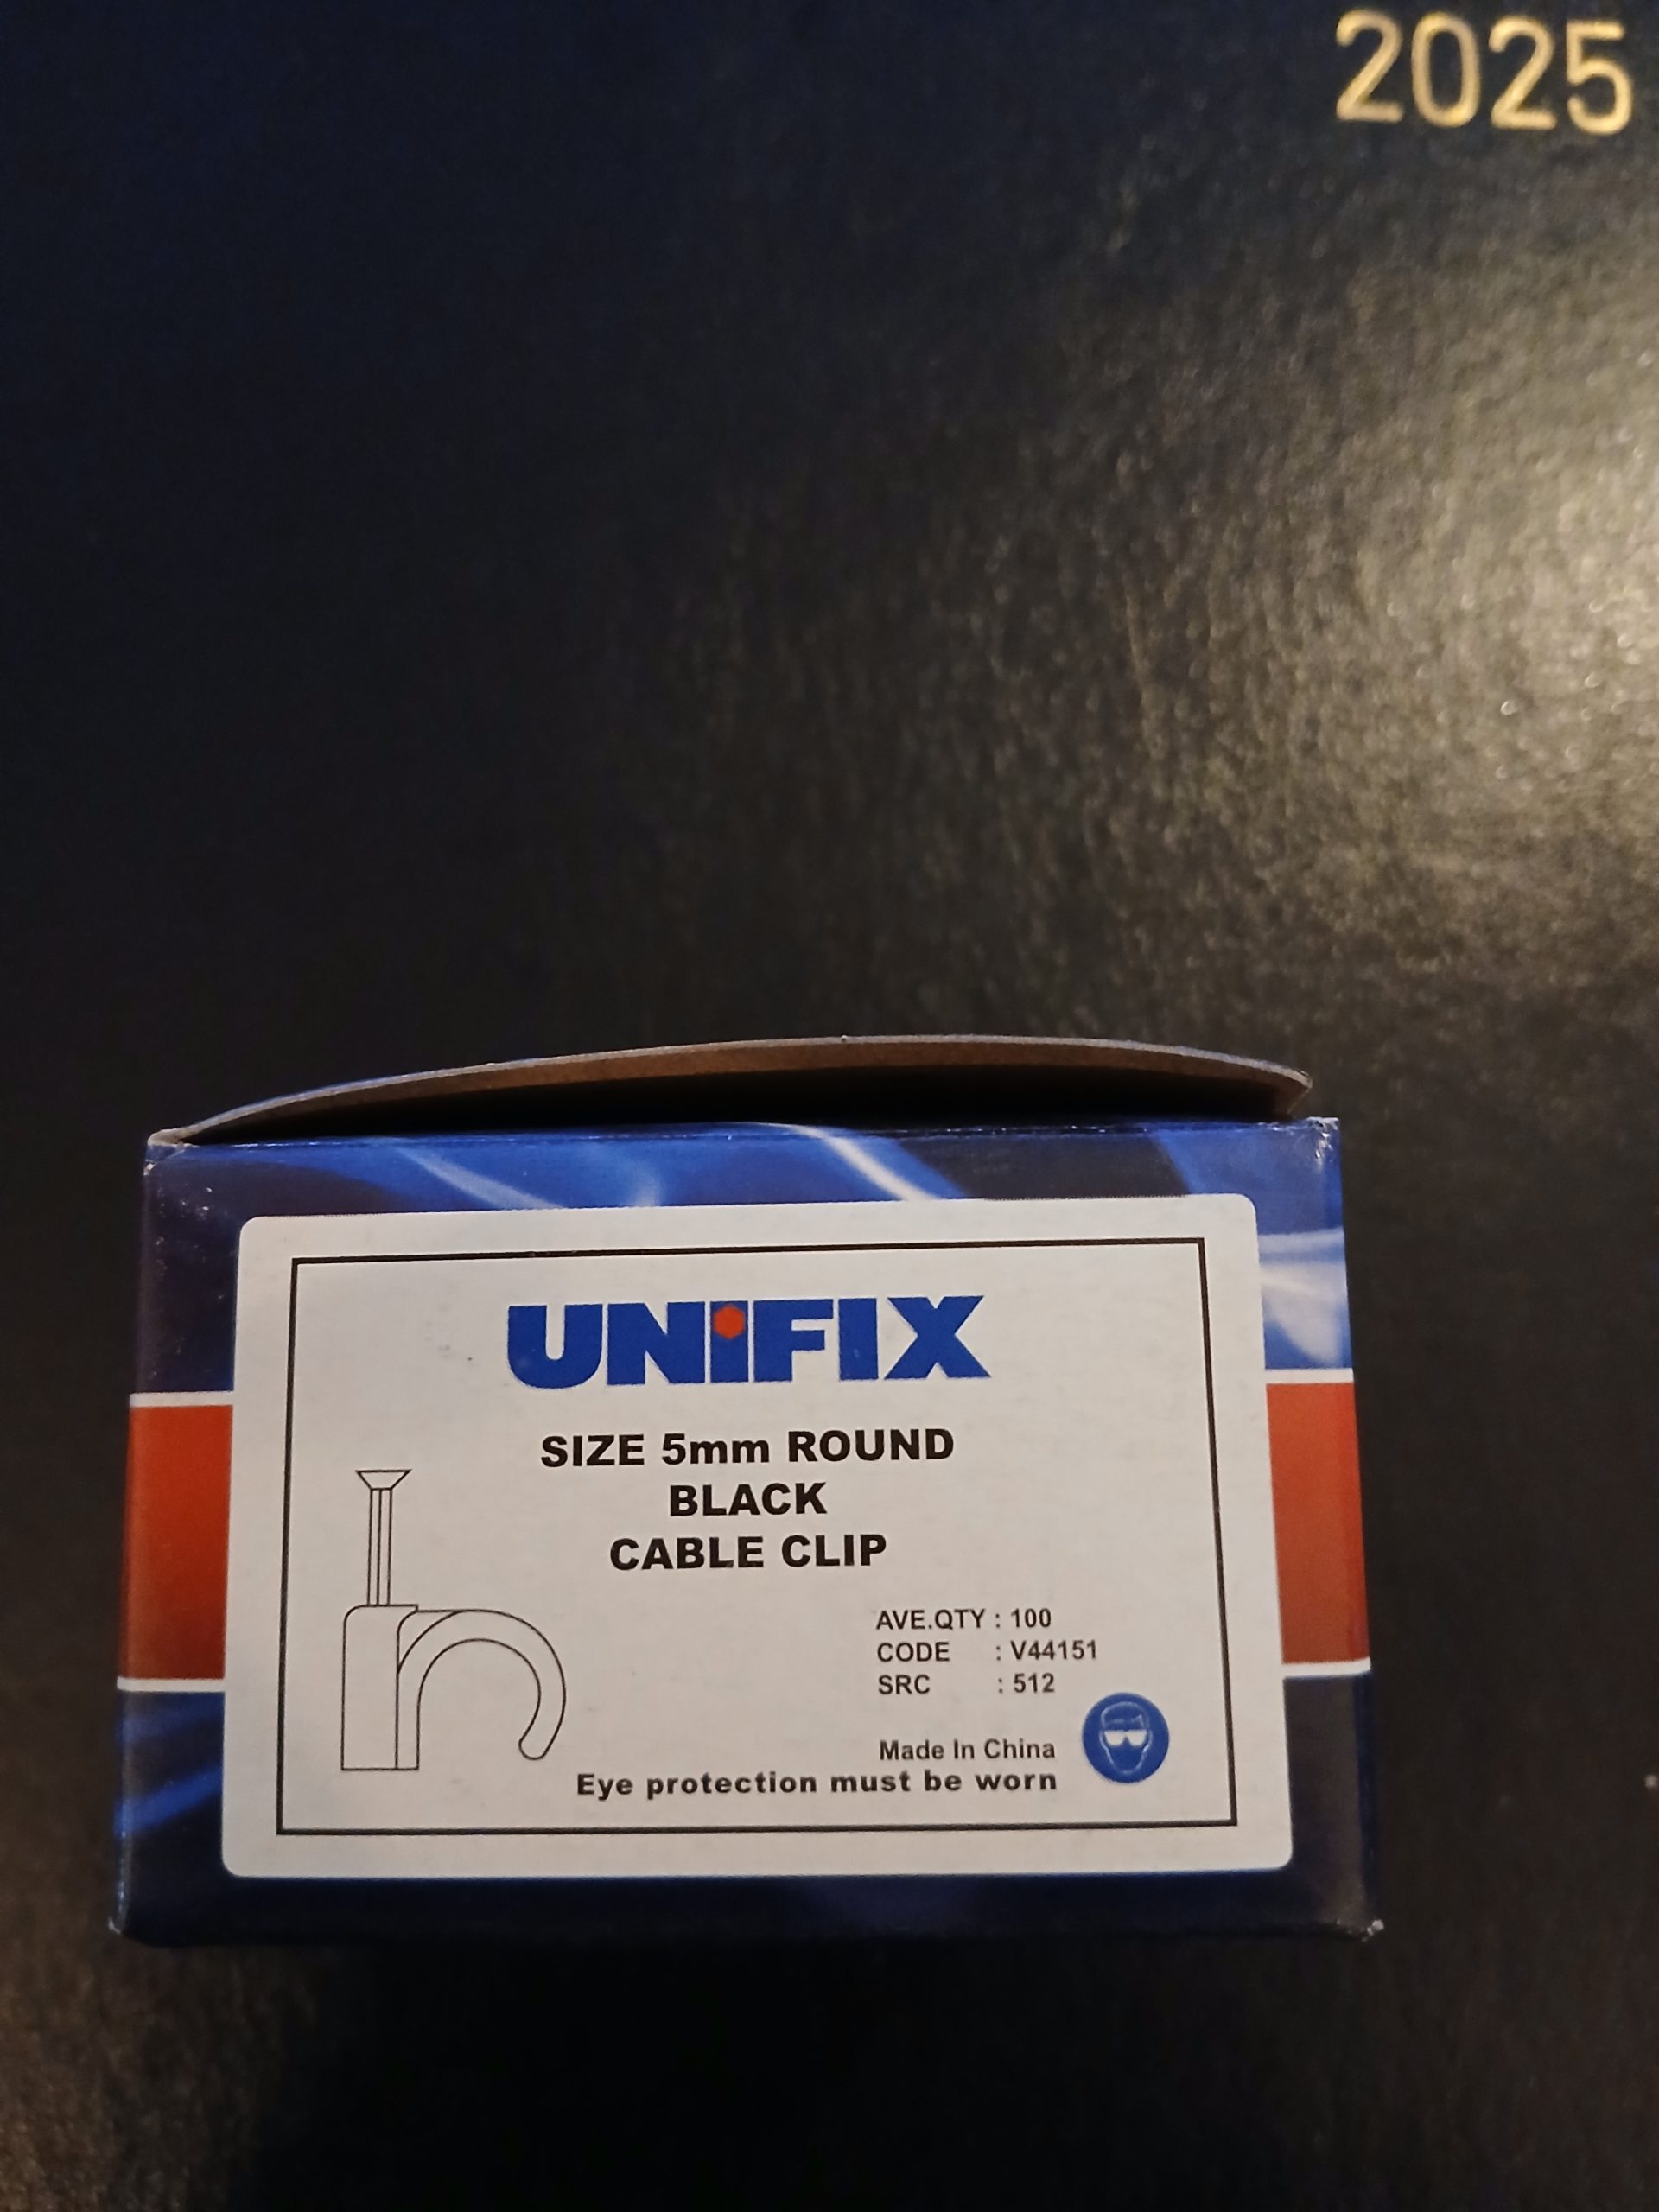 2025
UNiFIX
SIZE 5mm ROUND
BLACK
CABLE CLIP
AVE.QTY : 100
CODE : V44151
SRC : 512
Made In China
Eye protection must be worn